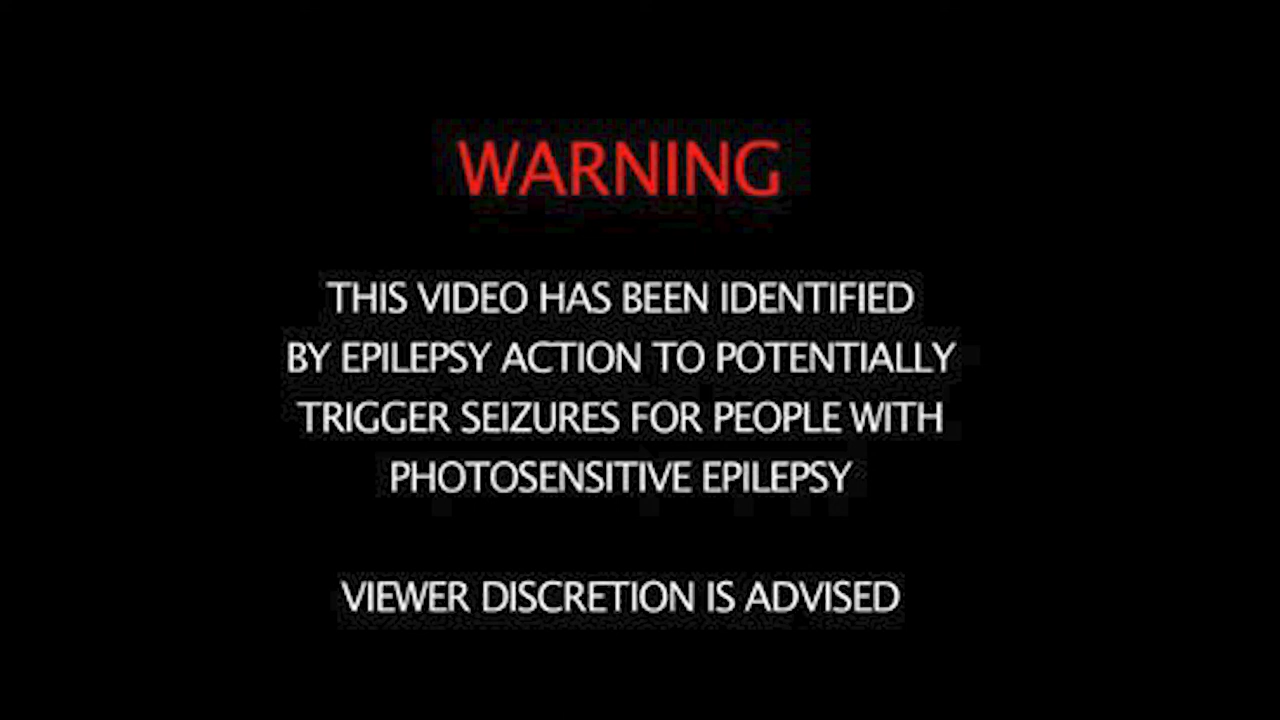 WARNING
THIS VIDEO HAS BEEN IDENTIFIED
BY EPILEPSY ACTION TO POTENTIALLY
TRIGGER SEIZURES FOR PEOPLE WITH
PHOTOSENSITIVE EPILEPSY
VIEWER DISCRETION IS ADVISED